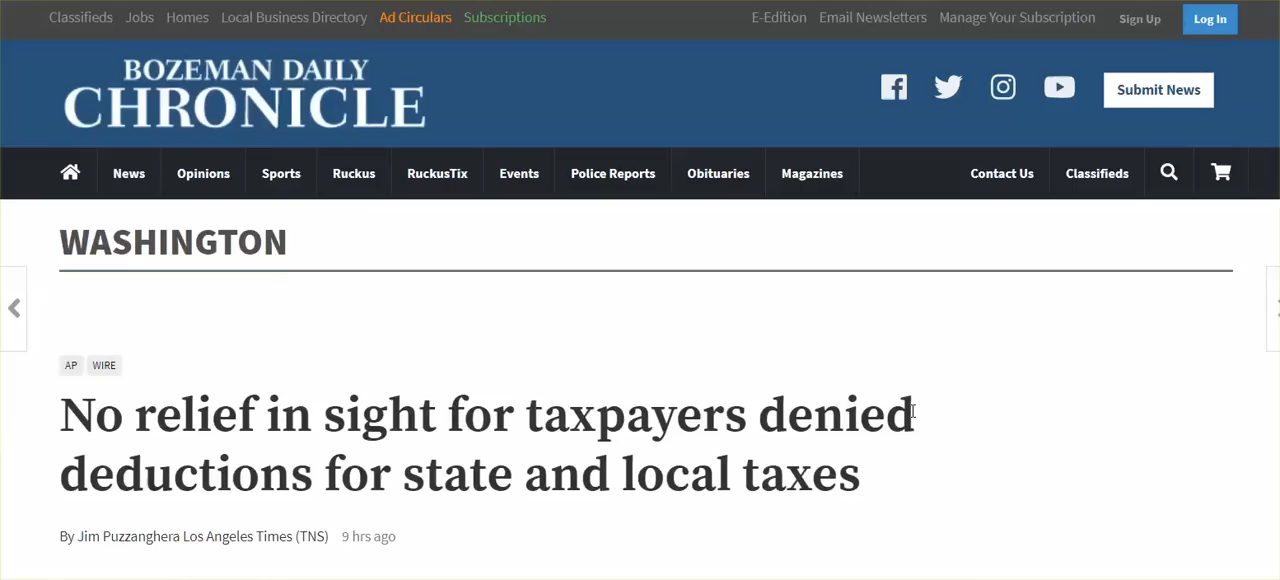 Classifieds Jobs Homes Local Business Directory Ad Circulars Subscriptions E-Edition Email Newsletters Manage Your Subscription Sign Up Log In
BOZEMAN DAILY
CHRONICLE
Submit News
News Opinions Sports Ruckus RuckusTix Events Police Reports Obituaries Magazines Contact Us Classifieds
WASHINGTON
AP WIRE
No relief in sight for taxpayers denied
deductions for state and local taxes
By Jim Puzzanghera Los Angeles Times (TNS) 9 hrs ago